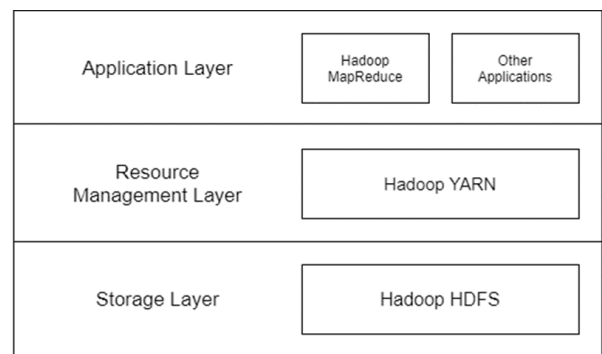 Application Layer
Hadoop
MapReduce
Other
Applications
Resource
Management Layer
Hadoop YARN
Storage Layer
Hadoop HDFS